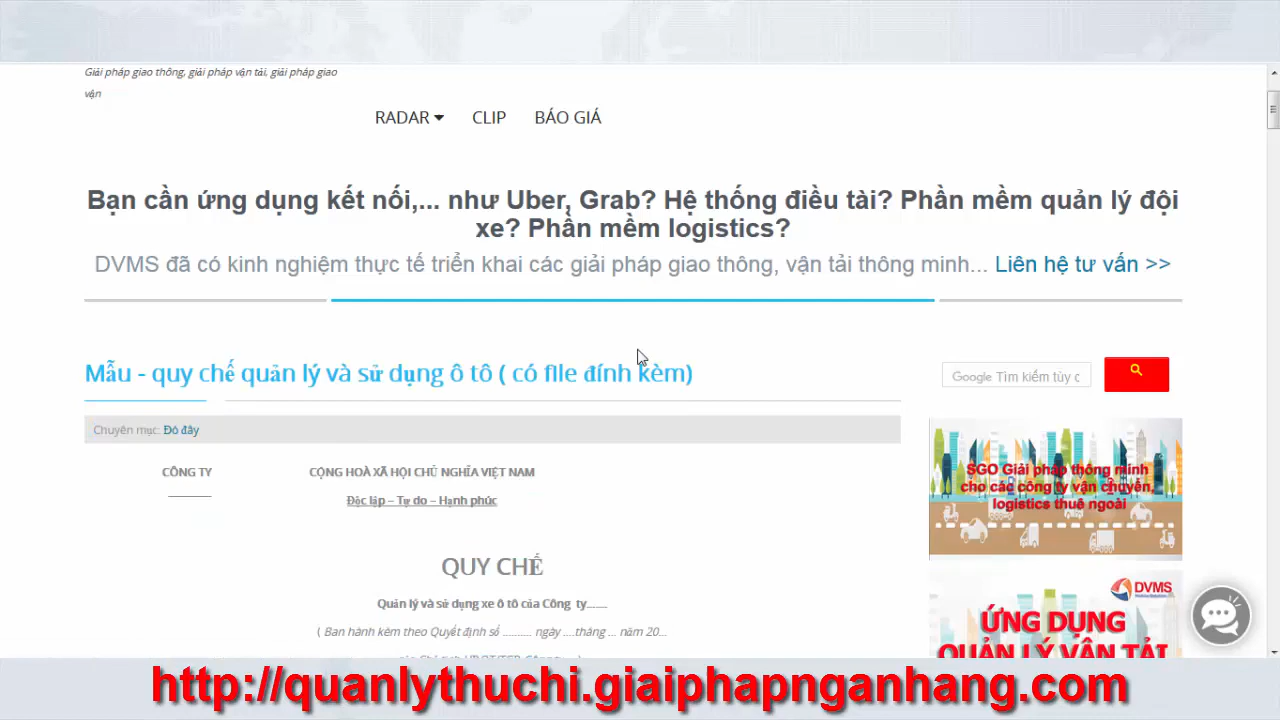 Giải pháp giao thông, giải pháp vận tải, giải pháp giao
vận
RADAR CLIP BÁO GIÁ
Bạn cần ứng dụng kết nối,... như Uber, Grab? Hệ thống điều tài? Phần mềm quản lý đội
xe? Phần mềm logistics?
DVMS đã có kinh nghiệm thực tế triển khai các giải pháp giao thông, vận tải thông minh... Liên hệ tư vấn >>
Mẫu - quy chế quản lý và sử dụng ô tô ( có file đính kèm)
Google Tìm kiếm tùy c
Chuyên mục: Đó đây
CÔNG TY CỘNG HOÀ XÃ HỘI CHỦ NGHĨA VIỆT NAM
Độc lập – Tự do – Hạnh phúc
QUY CHẾ
Quản lý và sử dụng xe ô tô của Công ty.......
( Ban hành kèm theo Quyết định số .......... ngày ....tháng ... năm 20...
SGO Giải pháp thông minh
cho các công ty vận chuyển,
logistics thuê ngoài
DVMS
ỨNG DỤNG
QUẢN LÝ VẬN TẢI
http://quanlythuchi.giaiphapnganhang.com